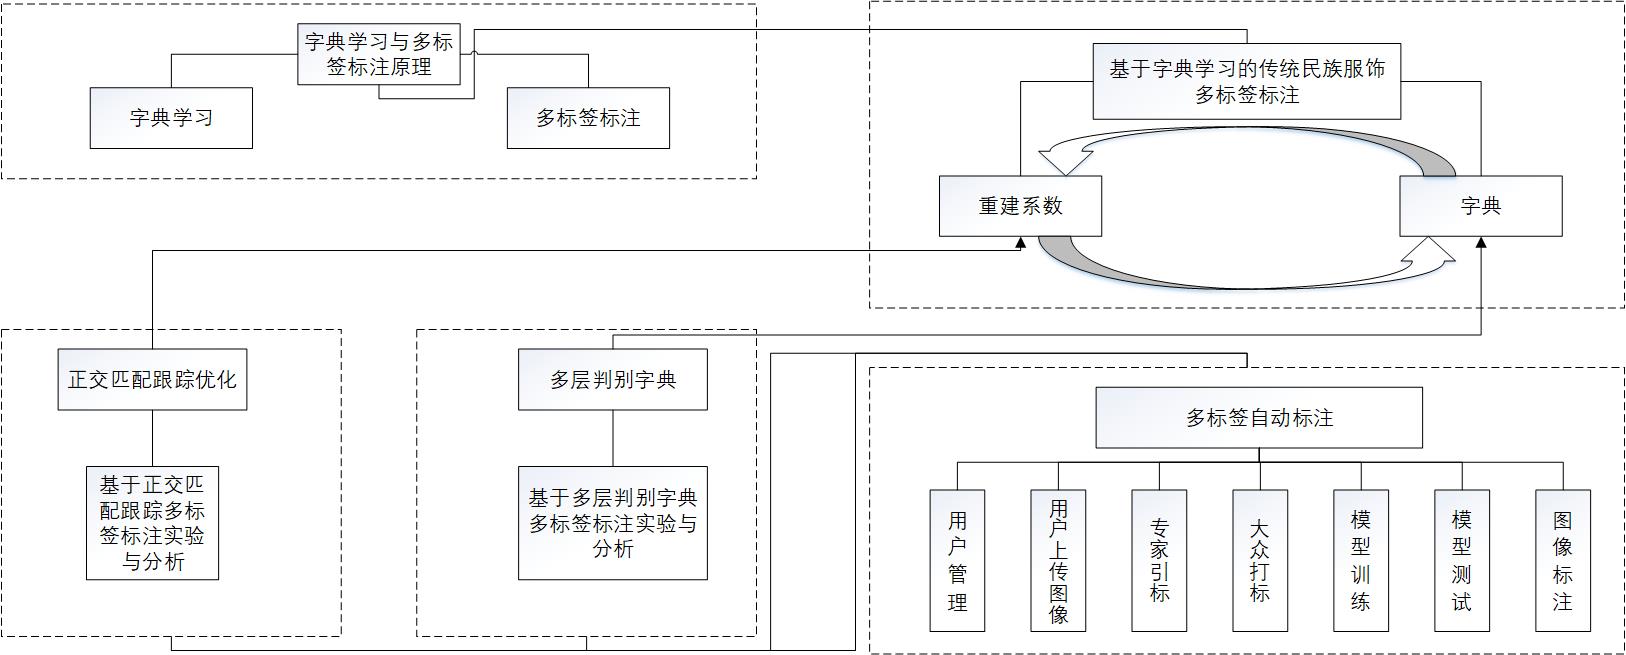 字典学习与多标
签标注原理
字典学习
多标签标注
基于字典学习的传统民族服饰
多标签标注
重建系数
字典
正交匹配跟踪优化
基于正交匹
配跟踪多标
签标注实验
与分析
多层判别字典
基于多层判别字典
多标签标注实验与
分析
多标签自动标注
用户管理
用户上传图像
专家引标
大众打标
模型训练
模型测试
图像标注